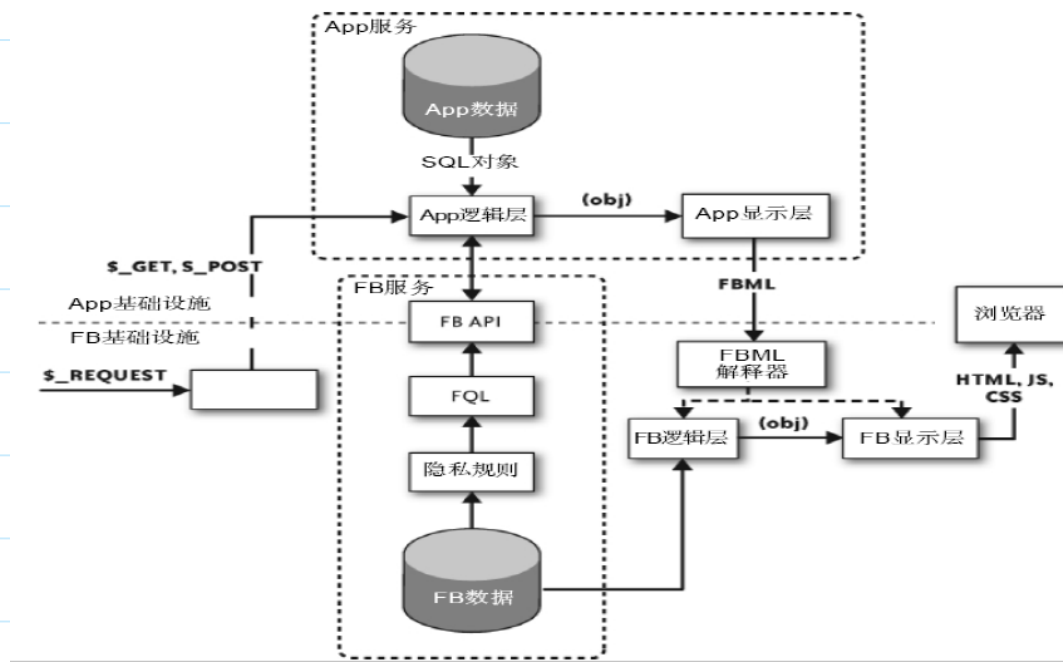 App服务
App数据
SQL对象
App逻辑层
(obj)
App显示层
$_GET, S_POST
FB服务
FBML
App基础设施
FB API
浏览器
FB基础设施
FBML
解释器
$_REQUEST
FQL
HTML, JS,
CSS
FB逻辑层
(obj)
FB显示层
隐私规则
FB数据